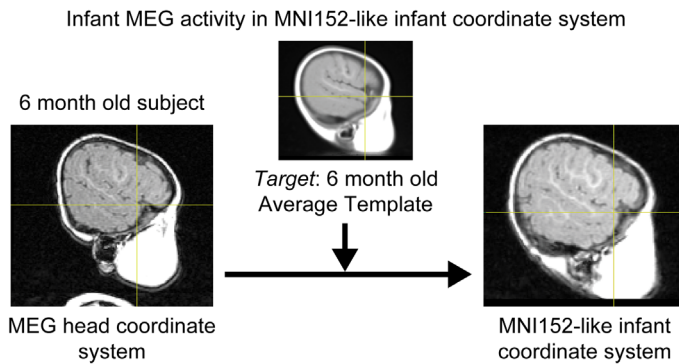 Infant MEG activity in MNI152-like infant coordinate system
6 month old subject
Target: 6 month old
Average Template
MEG head coordinate
system
MNI152-like infant
coordinate system